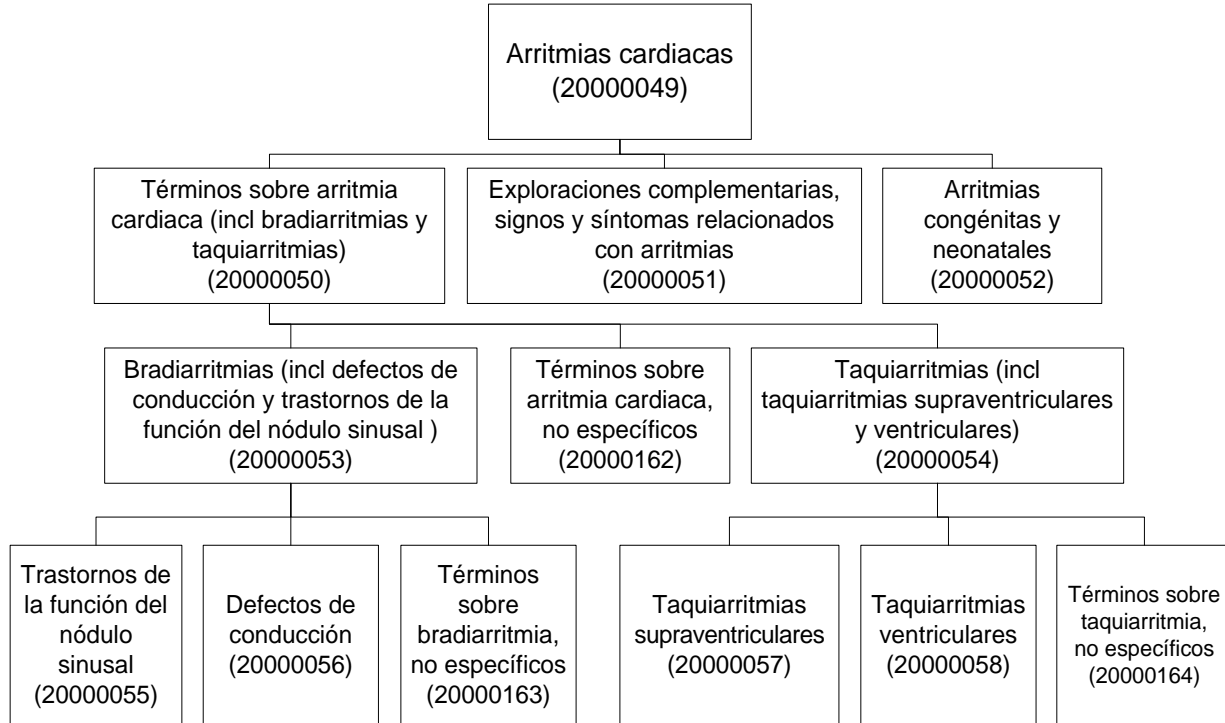 Arritmias cardiacas
(20000049)
Términos sobre arritmia
cardiaca (incl bradiarritmias y
taquiarritmias)
(20000050)
Exploraciones complementarias,
signos y síntomas relacionados
con arritmias
(20000051)
Arritmias
congénitas y
neonatales
(20000052)
Bradiarritmias (incl defectos de
conducción y trastornos de la
función del nódulo sinusal )
(20000053)
Términos sobre
arritmia cardiaca,
no específicos
(20000162)
Taquiarritmias (incl
taquiarritmias supraventriculares
y ventriculares)
(20000054)
Trastornos de
la función del
nódulo
sinusal
(20000055)
Defectos de
conducción
(20000056)
Términos
sobre
bradiarritmia,
no específicos
(20000163)
Taquiarritmias
supraventriculares
(20000057)
Taquiarritmias
ventriculares
(20000058)
Términos sobre
taquiarritmia,
no específicos
(20000164)